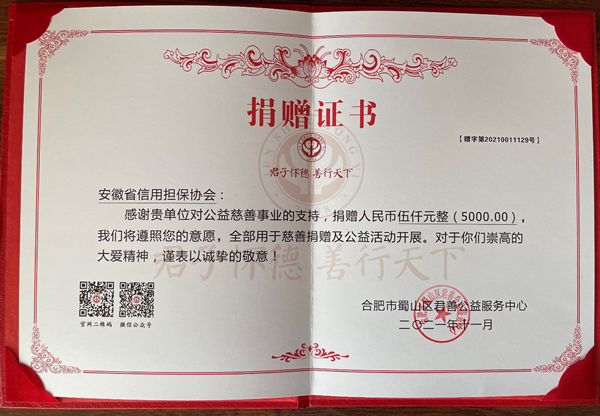 捐赠证书
【赠字第20210011129号】
JUN SHAN GONG YI
君子怀德 善行天下
安徽省信用担保协会：
感谢贵单位对公益慈善事业的支持，捐赠人民币伍仟元整（5000.00），
我们将遵照您的意愿，全部用于慈善捐赠及公益活动开展。对于你们崇高的
大爱精神，谨表以诚挚的敬意！
君子怀德 善行天下
官网二维码 微信公众号
合肥市蜀山区君善公益服务中心
二〇二一年十一月